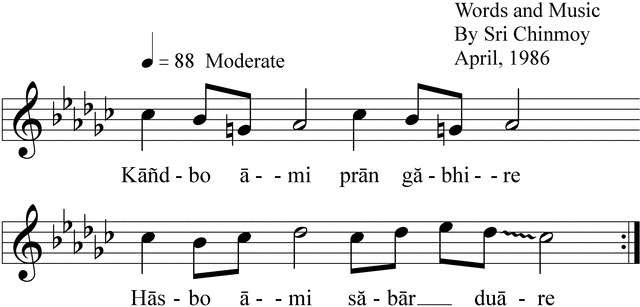 Words and Music
By Sri Chinmoy
= 88 Moderate
April, 1986
Kāñd - bo ā - - mi prān gă - bhi - - re
Hās - bo ā - - mi să - bār___ duā - re